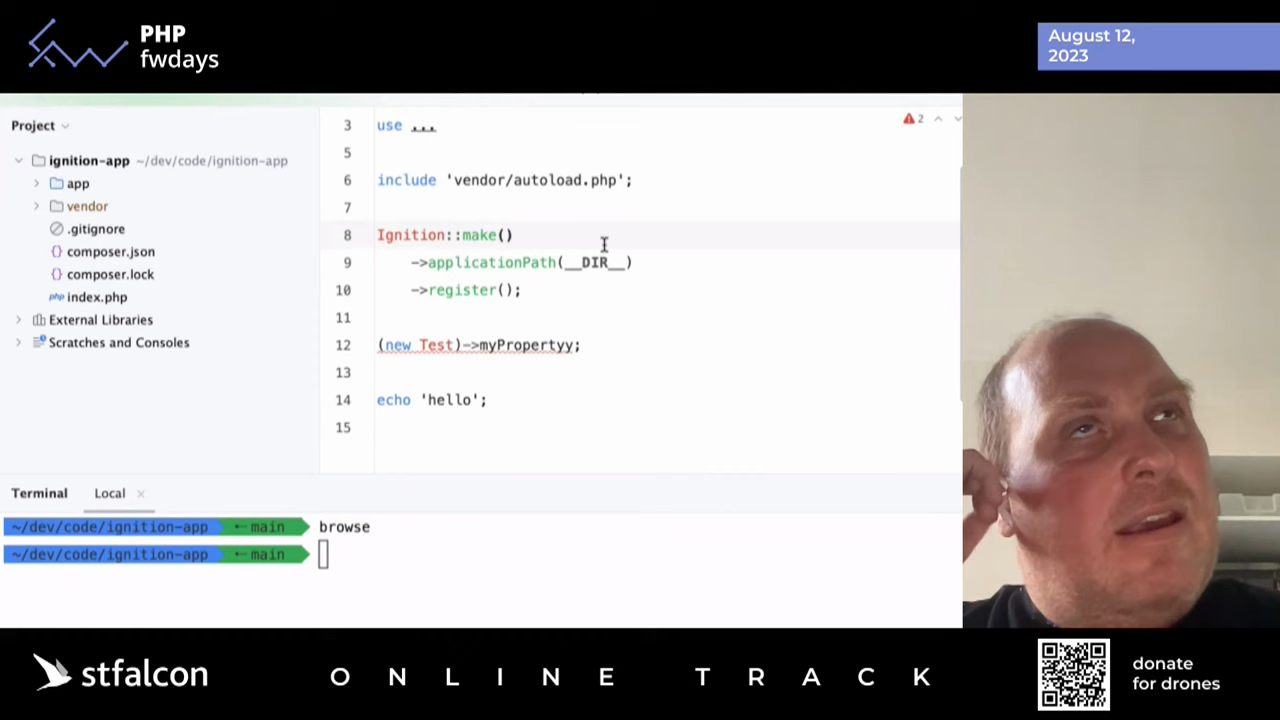 PHP
fwdays
August 12,
2023
Project
ignition-app ~/dev/code/ignition-app
app
vendor
.gitignore
{} composer.json
{} composer.lock
php index.php
External Libraries
Scratches and Consoles
3 use ...
5
6 include 'vendor/autoload.php';
7
8 Ignition::make()
9 ->applicationPath(__DIR__)
10 ->register();
11
12 (new Test)->myPropertyy;
13
14 echo 'hello';
15
2
Terminal Local ×
~/dev/code/ignition-app main browse
~/dev/code/ignition-app main
stfalcon
ONLINE TRACK
donate
for drones